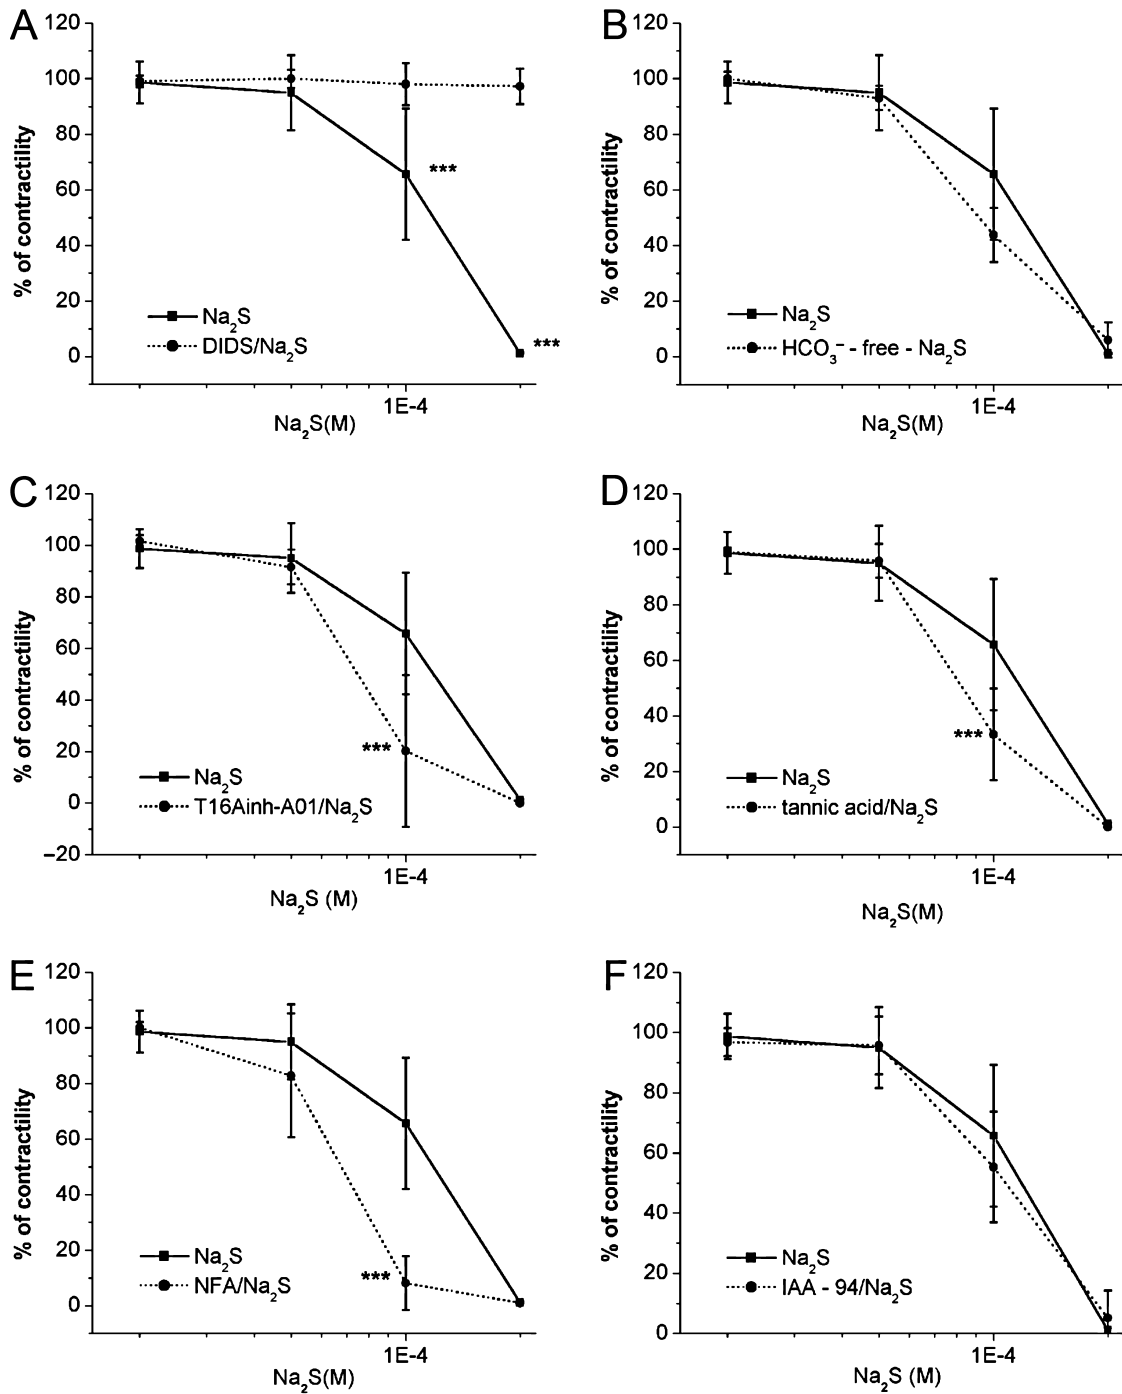 A
120
100
80
60
40
20
0
% of contractility
***
***
Na₂S
DIDS/Na₂S
1E-4
Na₂S(M)
B
120
100
80
60
40
20
0
% of contractility
Na₂S
HCO₃⁻ - free - Na₂S
1E-4
Na₂S(M)
C
120
100
80
60
40
20
0
−20
% of contractility
***
Na₂S
T16Ainh-A01/Na₂S
1E-4
Na₂S (M)
D
120
100
80
60
40
20
0
% of contractility
***
Na₂S
tannic acid/Na₂S
1E-4
Na₂S(M)
E
120
100
80
60
40
20
0
% of contractility
***
Na₂S
NFA/Na₂S
1E-4
Na₂S(M)
F
120
100
80
60
40
20
0
% of contractility
Na₂S
IAA - 94/Na₂S
1E-4
Na₂S (M)